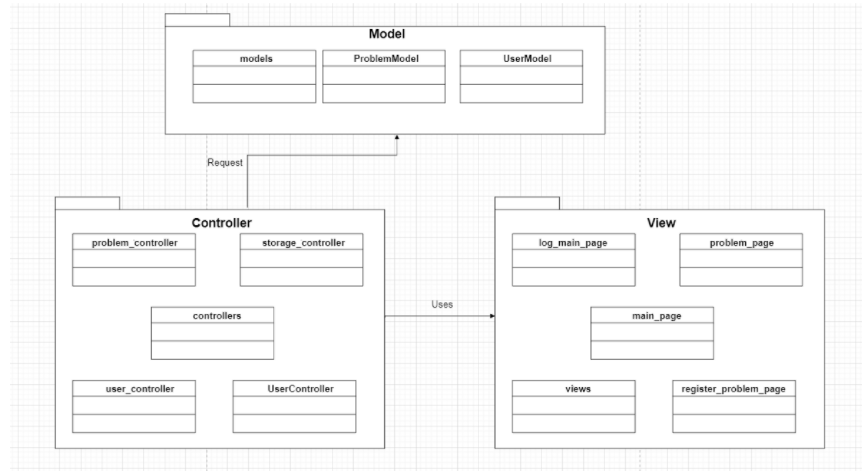 Model
models
ProblemModel
UserModel
Request
Controller
problem_controller
storage_controller
controllers
user_controller
UserController
Uses
View
log_main_page
problem_page
main_page
views
register_problem_page